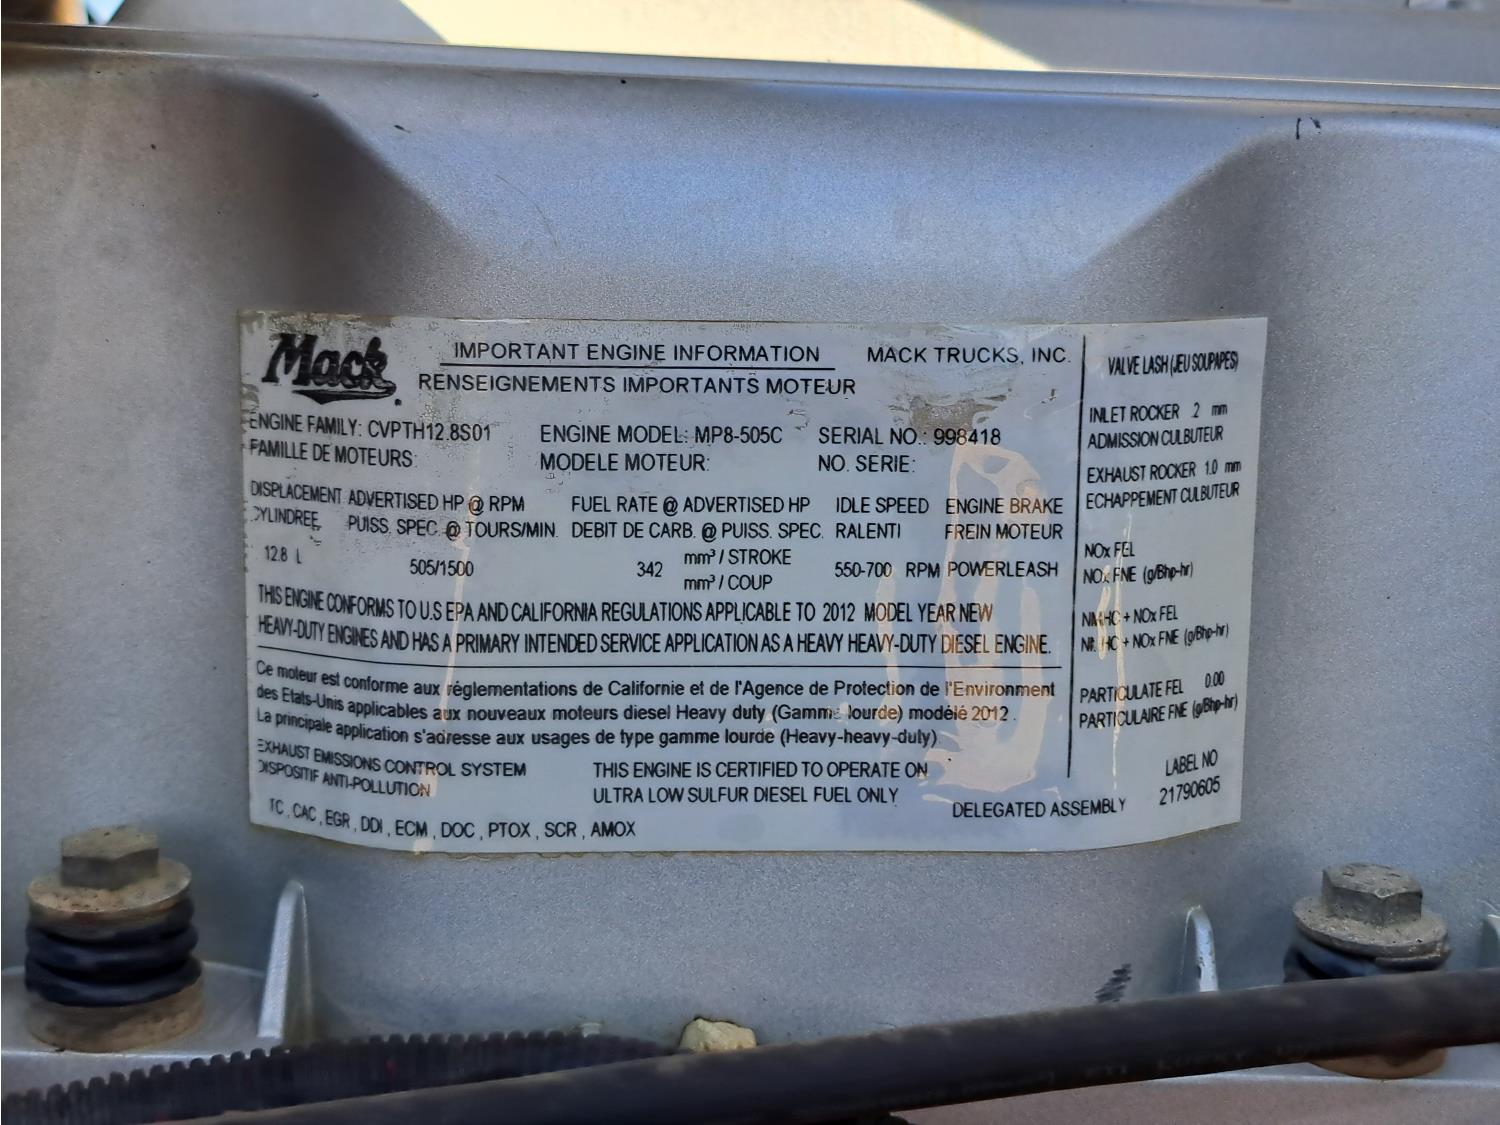 Mack
IMPORTANT ENGINE INFORMATION MACK TRUCKS, INC.
RENSEIGNEMENTS IMPORTANTS MOTEUR
ENGINE FAMILY: CVPTH12.8S01 ENGINE MODEL: MP8-505C SERIAL NO.: 998418
FAMILLE DE MOTEURS: MODELE MOTEUR: NO. SERIE:
DISPLACEMENT ADVERTISED HP @ RPM FUEL RATE @ ADVERTISED HP IDLE SPEED ENGINE BRAKE
CYLINDREE PUISS. SPEC. @ TOURS/MIN. DEBIT DE CARB. @ PUISS. SPEC. RALENTI FREIN MOTEUR
12.8 L 505/1500 342 mm³ / STROKE 550-700 RPM POWERLEASH
mm³ / COUP
THIS ENGINE CONFORMS TO U.S EPA AND CALIFORNIA REGULATIONS APPLICABLE TO 2012 MODEL YEAR NEW
HEAVY-DUTY ENGINES AND HAS A PRIMARY INTENDED SERVICE APPLICATION AS A HEAVY HEAVY-DUTY DIESEL ENGINE.
Ce moteur est conforme aux réglementations de Californie et de l'Agence de Protection de l'Environment
des Etats-Unis applicables aux nouveaux moteurs diesel Heavy duty (Gamme lourde) modélé 2012 .
La principale application s'adresse aux usages de type gamme lourde (Heavy-heavy-duly).
EXHAUST EMISSIONS CONTROL SYSTEM
DISPOSITIF ANTI-POLLUTION
TC , CAC , EGR , DDI , ECM , DOC , PTOX , SCR , AMOX
THIS ENGINE IS CERTIFIED TO OPERATE ON
ULTRA LOW SULFUR DIESEL FUEL ONLY
DELEGATED ASSEMBLY
VALVE LASH (JEU SOUPAPES)
INLET ROCKER .2 mm
ADMISSION CULBUTEUR
EXHAUST ROCKER 1.0 mm
ECHAPPEMENT CULBUTEUR
NOx FEL
NOx FNE (g/Bhp-hr)
NMHC + NOx FEL
NMHC + NOx FNE (g/Bhp-hr)
PARTICULATE FEL 0.00
PARTICULAIRE FNE (g/Bhp-hr)
LABEL NO
21790605